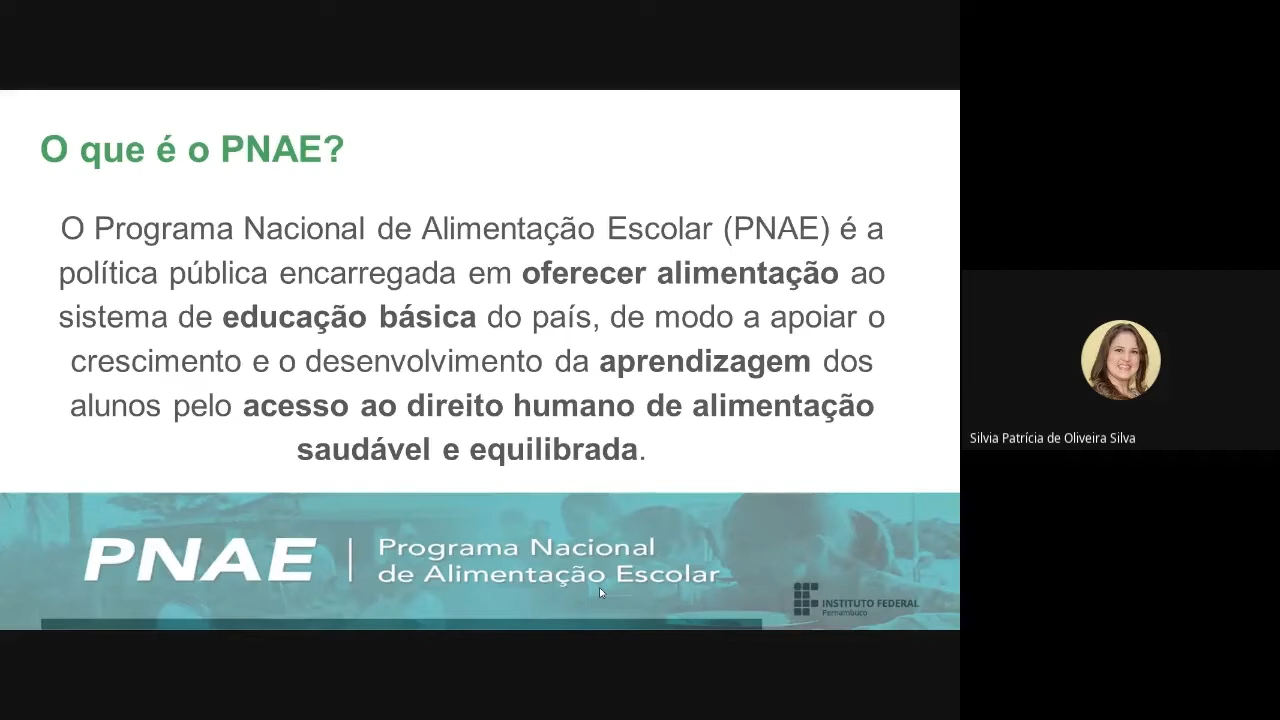 O que é o PNAE?
O Programa Nacional de Alimentação Escolar (PNAE) é a
política pública encarregada em oferecer alimentação ao
sistema de educação básica do país, de modo a apoiar o
crescimento e o desenvolvimento da aprendizagem dos
alunos pelo acesso ao direito humano de alimentação
saudável e equilibrada.
PNAE
Programa Nacional
de Alimentação Escolar
INSTITUTO FEDERAL
Pernambuco
Silvia Patrícia de Oliveira Silva